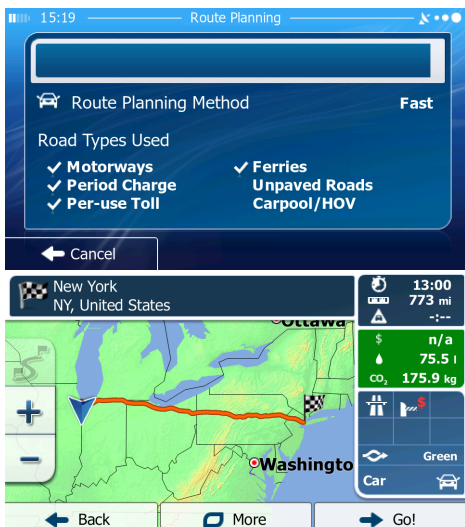 15:19 Route Planning
Route Planning Method Fast
Road Types Used
Motorways Ferries
Period Charge Unpaved Roads
Per-use Toll Carpool/HOV
Cancel
New York
NY, United States
13:00
773 mi
-:--
$ n/a
75.5 l
CO₂ 175.9 kg
$
Ottawa
Washingto
Green
Car
Back More Go!